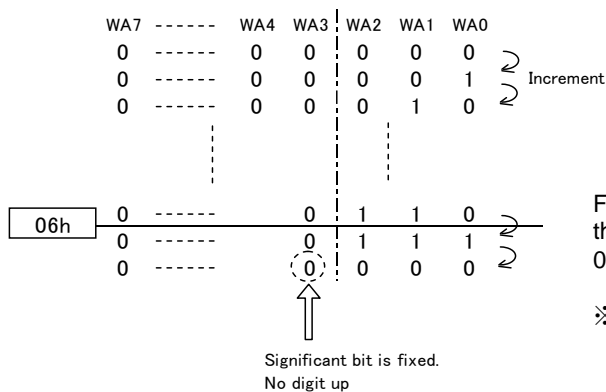 WA7 ------ WA4 WA3 WA2 WA1 WA0
0 ------ 0 0 0 0 0
0 ------ 0 0 0 0 1
Increment
0 ------ 0 0 0 1 0
0 ------ 0 1 1 0
06h
0 ------ 0 1 1 1
0 ------ 0 0 0 0
F
th
0
※
Significant bit is fixed.
No digit up